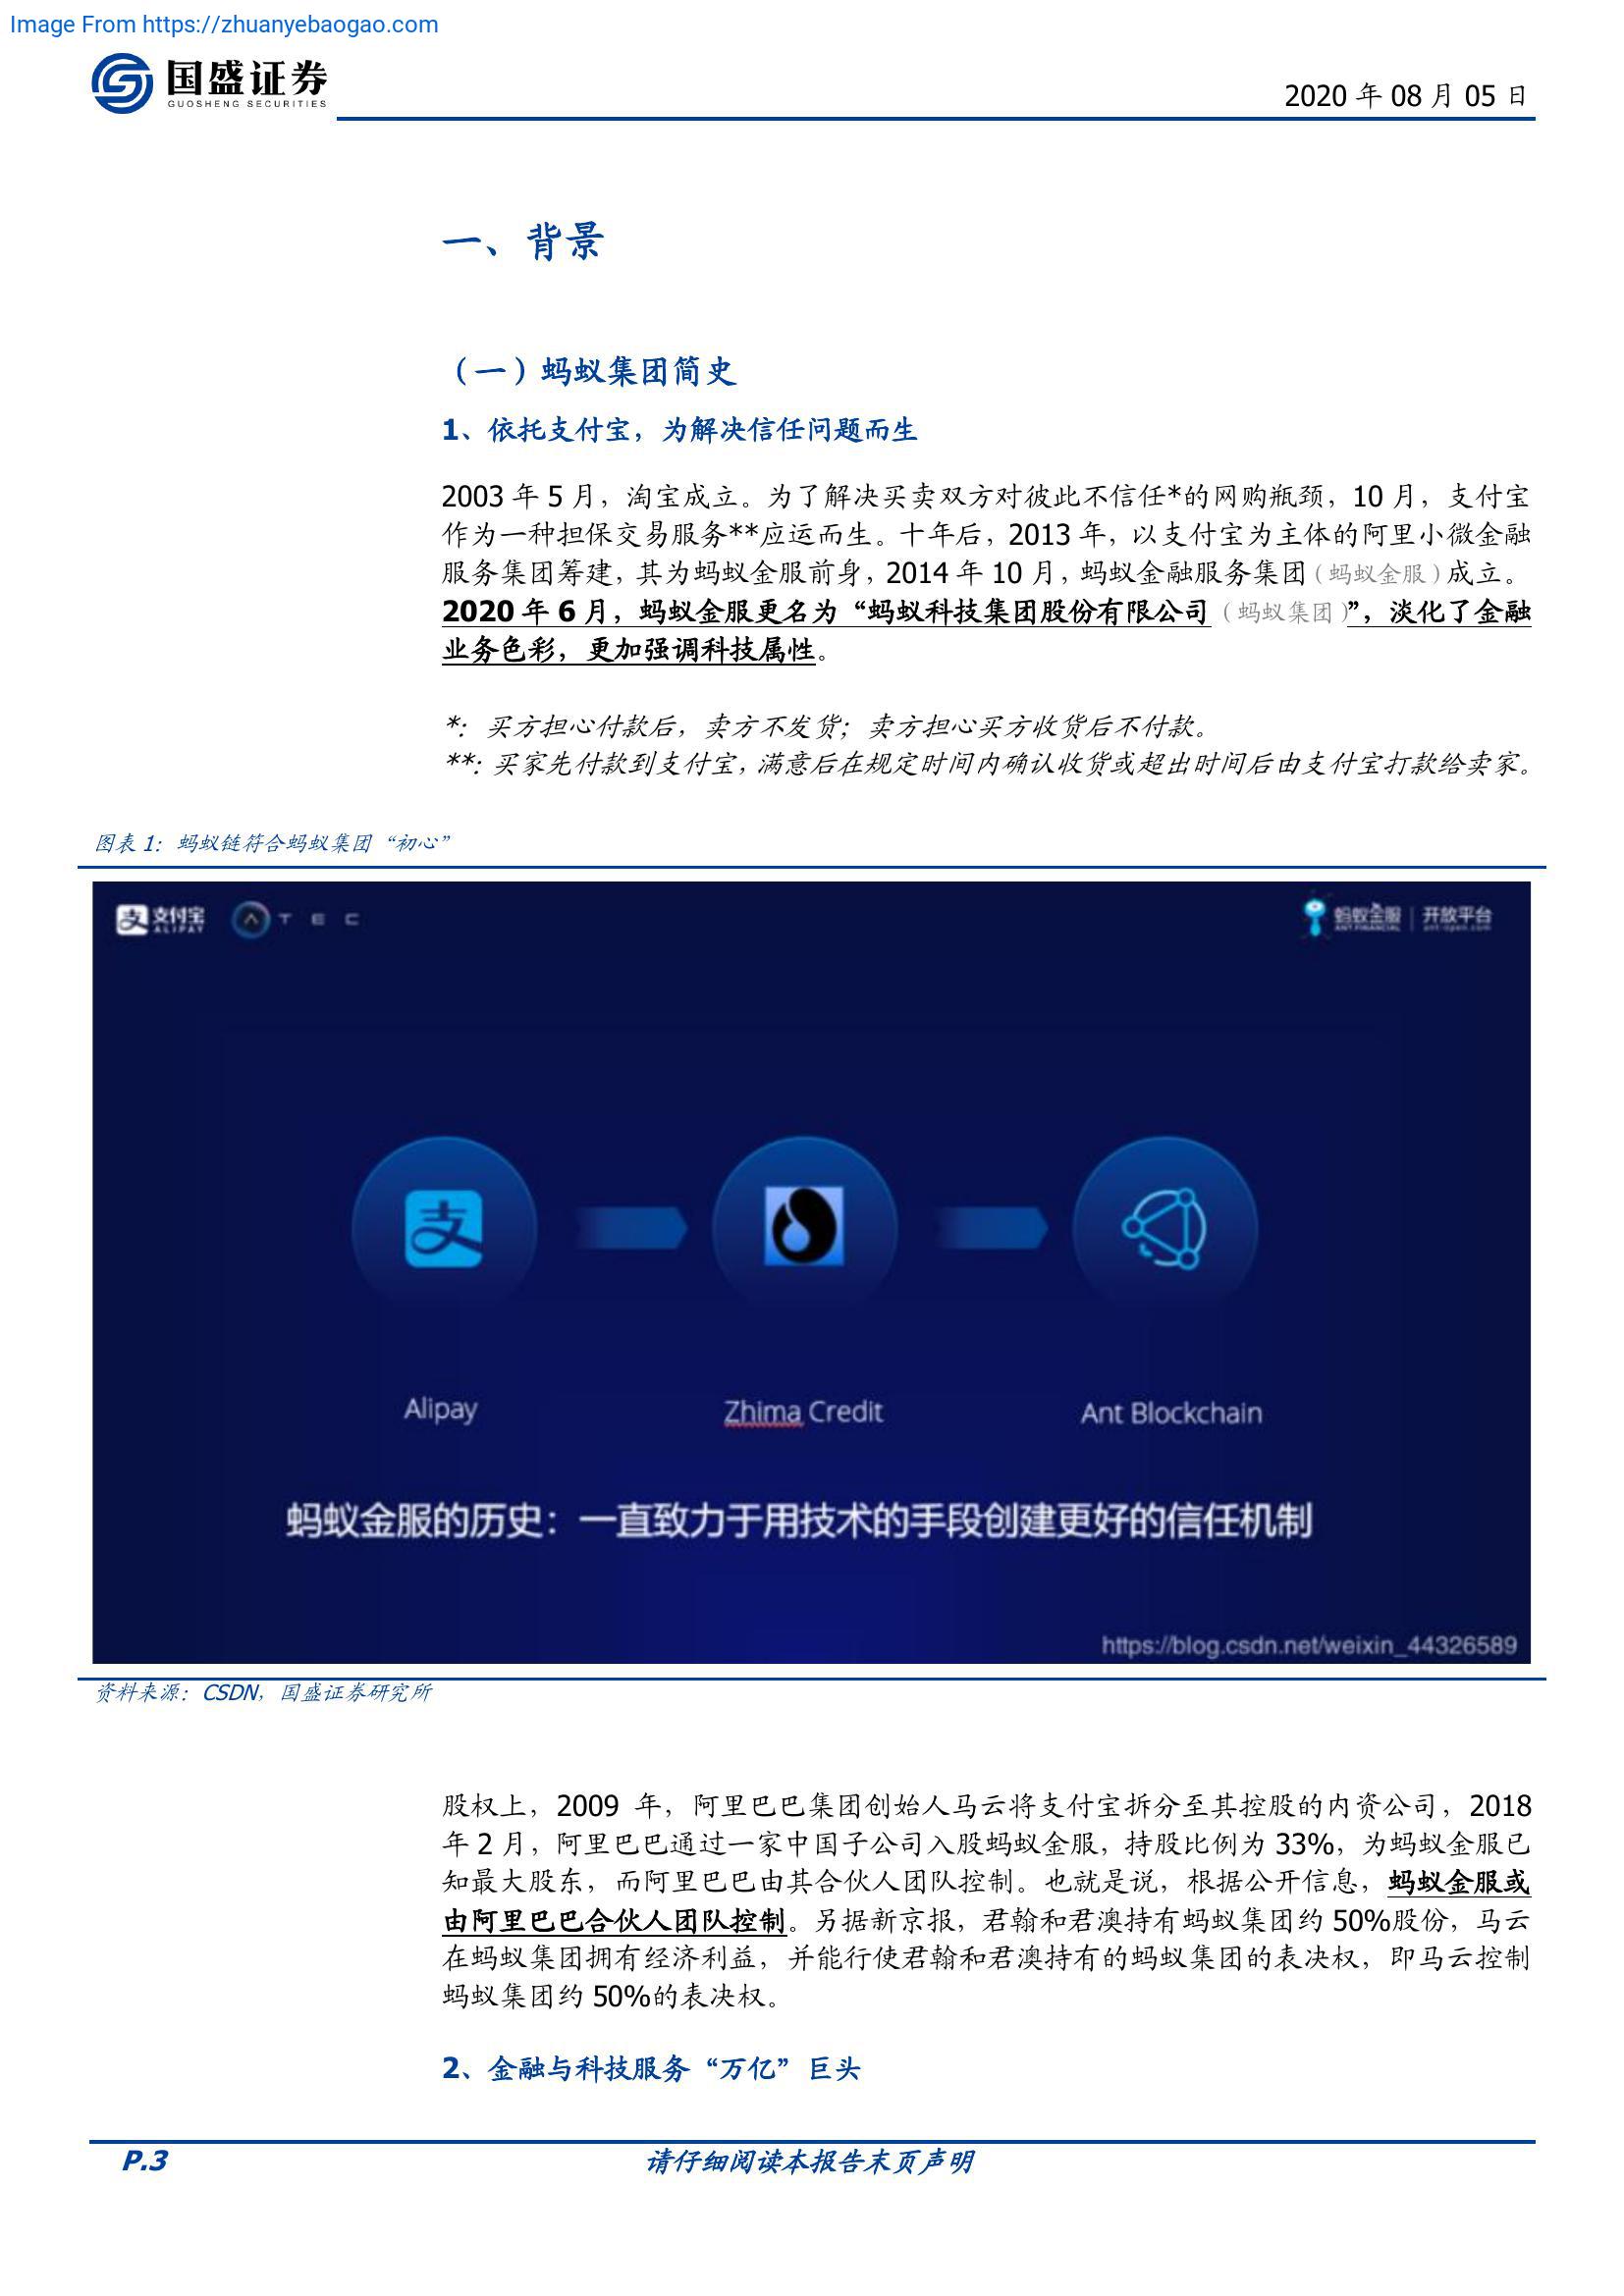 Image From https://zhuanyebaogao.com
国盛证券
GUOSHENG SECURITIES
2020 年 08 月 05 日
一、背景
（一）蚂蚁集团简史
1、依托支付宝，为解决信任问题而生
2003 年 5 月，淘宝成立。为了解决买卖双方对彼此不信任*的网购瓶颈，10 月，支付宝
作为一种担保交易服务**应运而生。十年后，2013 年，以支付宝为主体的阿里小微金融
服务集团筹建，其为蚂蚁金服前身，2014 年 10 月，蚂蚁金融服务集团（蚂蚁金服）成立。
2020 年 6 月，蚂蚁金服更名为“蚂蚁科技集团股份有限公司（蚂蚁集团）”，淡化了金融
业务色彩，更加强调科技属性。
*：买方担心付款后，卖方不发货；卖方担心买方收货后不付款。
**：买家先付款到支付宝，满意后在规定时间内确认收货或超出时间后由支付宝打款给卖家。
图表 1：蚂蚁链符合蚂蚁集团“初心”
支 支付宝 ALIPAY ATEC
蚂蚁金服 ANT FINANCIAL | 开放平台 ant-open.com
支
Alipay Zhima Credit Ant Blockchain
蚂蚁金服的历史：一直致力于用技术的手段创建更好的信任机制
https://blog.csdn.net/weixin_44326589
资料来源：CSDN，国盛证券研究所
股权上，2009 年，阿里巴巴集团创始人马云将支付宝拆分至其控股的内资公司，2018
年 2 月，阿里巴巴通过一家中国子公司入股蚂蚁金服，持股比例为 33%，为蚂蚁金服已
知最大股东，而阿里巴巴由其合伙人团队控制。也就是说，根据公开信息，蚂蚁金服或
由阿里巴巴合伙人团队控制。另据新京报，君翰和君澳持有蚂蚁集团约 50%股份，马云
在蚂蚁集团拥有经济利益，并能行使君翰和君澳持有的蚂蚁集团的表决权，即马云控制
蚂蚁集团约 50%的表决权。
2、金融与科技服务“万亿”巨头
P.3
请仔细阅读本报告末页声明